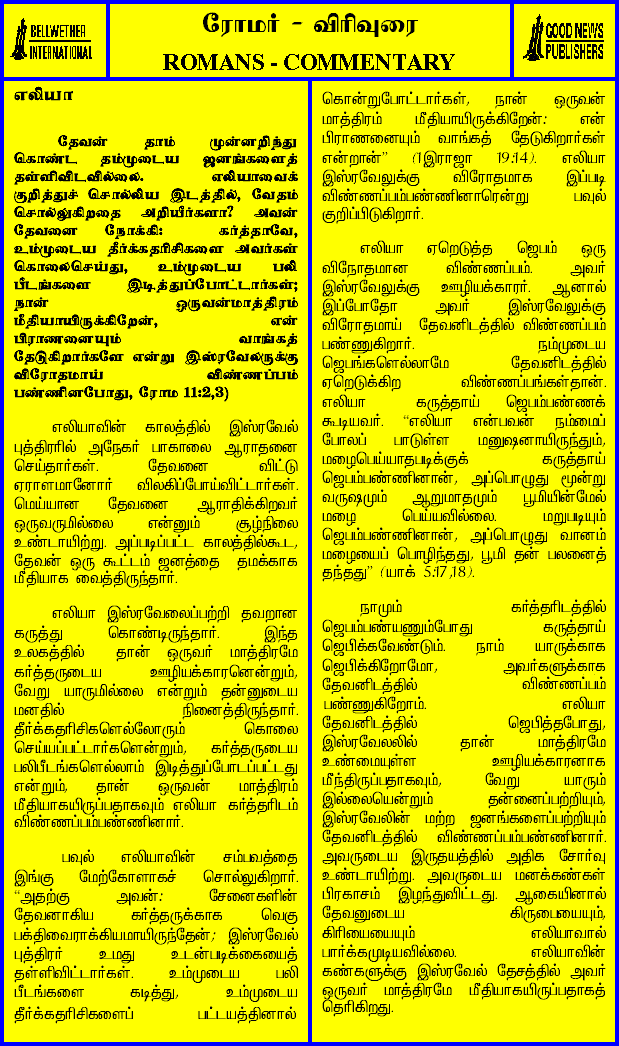 BELLWETHER
INTERNATIONAL
ரோமர் - விரிவுரை
ROMANS - COMMENTARY
GOOD NEWS
PUBLISHERS
எலியா
தேவன் தாம் முன்னறிந்து
கொண்ட தம்முடைய ஜனங்களைத்
தள்ளிவிடவில்லை. எலியாவைக்
குறித்துச் சொல்லிய இடத்தில், வேதம்
சொல்லுகிறதை அறியீர்களா? அவன்
தேவனை நோக்கி: கர்த்தாவே,
உம்முடைய தீர்க்கதரிசிகளை அவர்கள்
கொலைசெய்து, உம்முடைய பலி
பீடங்களை இடித்துப்போட்டார்கள்;
நான் ஒருவன்மாத்திரம்
மீதியாயிருக்கிறேன், என்
பிராணனையும் வாங்கத்
தேடுகிறார்களே என்று இஸ்ரவேலருக்கு
விரோதமாய் விண்ணப்பம்
பண்ணினபோது, ரோம 11:2,3)
எலியாவின் காலத்தில் இஸ்ரவேல்
புத்திரரில் அநேகர் பாகாலை ஆராதனை
செய்தார்கள். தேவனை விட்டு
ஏராளமானோர் விலகிப்போய்விட்டார்கள்.
மெய்யான தேவனை ஆராதிக்கிறவர்
ஒருவருமில்லை என்னும் சூழ்நிலை
உண்டாயிற்று. அப்படிப்பட்ட காலத்தில்கூட,
தேவன் ஒரு கூட்டம் ஜனத்தை தமக்காக
மீதியாக வைத்திருந்தார்.
எலியா இஸ்ரவேலைப்பற்றி தவறான
கருத்து கொண்டிருந்தார். இந்த
உலகத்தில் தான் ஒருவர் மாத்திரமே
கர்த்தருடைய ஊழியக்காரனென்றும்,
வேறு யாருமில்லை என்றும் தன்னுடைய
மனதில் நினைத்திருந்தார்.
தீர்க்கதரிசிகளெல்லோரும் கொலை
செய்யப்பட்டார்களென்றும், கர்த்தருடைய
பலிபீடங்களெல்லாம் இடித்துப்போடப்பட்டது
என்றும், தான் ஒருவன் மாத்திரம்
மீதியாகயிருப்பதாகவும் எலியா கர்த்தரிடம்
விண்ணப்பம்பண்ணினார்.
பவுல் எலியாவின் சம்பவத்தை
இங்கு மேற்கோளாகச் சொல்லுகிறார்.
“அதற்கு அவன்: சேனைகளின்
தேவனாகிய கர்த்தருக்காக வெகு
பக்திவைராக்கியமாயிருந்தேன்; இஸ்ரவேல்
புத்திரர் உமது உடன்படிக்கையைத்
தள்ளிவிட்டார்கள். உம்முடைய பலி
பீடங்களை கடித்து, உம்முடைய
தீர்க்கதரிசிகளைப் பட்டயத்தினால்
கொன்றுபோட்டார்கள், நான் ஒருவன்
மாத்திரம் மீதியாயிருக்கிறேன்: என்
பிராணனையும் வாங்கத் தேடுகிறார்கள்
என்றான்” (1இராஜா 19:14). எலியா
இஸ்ரவேலுக்கு விரோதமாக இப்படி
விண்ணப்பம்பண்ணினாரென்று பவுல்
குறிப்பிடுகிறார்.
எலியா ஏறெடுத்த ஜெபம் ஒரு
விநோதமான விண்ணப்பம். அவர்
இஸ்ரவேலுக்கு ஊழியக்காரர். ஆனால்
இப்போதோ அவர் இஸ்ரவேலுக்கு
விரோதமாய் தேவனிடத்தில் விண்ணப்பம்
பண்ணுகிறார். நம்முடைய
ஜெபங்களெல்லாமே தேவனிடத்தில்
ஏறெடுக்கிற விண்ணப்பங்கள்தான்.
எலியா கருத்தாய் ஜெபம்பண்ணக்
கூடியவர். “எலியா என்பவன் நம்மைப்
போலப் பாடுள்ள மனுஷனாயிருந்தும்,
மழைபெய்யாதபடிக்குக் கருத்தாய்
ஜெபம்பண்ணினான், அப்பொழுது மூன்று
வருஷமும் ஆறுமாதமும் பூமியின்மேல்
மழை பெய்யவில்லை. மறுபடியும்
ஜெபம்பண்ணினான், அப்பொழுது வானம்
மழையைப் பொழிந்தது, பூமி தன் பலனைத்
தந்தது” (யாக் 5:17,18).
நாமும் கர்த்தரிடத்தில்
ஜெபம்பண்யணும்போது கருத்தாய்
ஜெபிக்கவேண்டும். நாம் யாருக்காக
ஜெபிக்கிறோமோ, அவர்களுக்காக
தேவனிடத்தில் விண்ணப்பம்
பண்ணுகிறோம். எலியா
தேவனிடத்தில் ஜெபித்தபோது,
இஸ்ரவேலலில் தான் மாத்திரமே
உண்மையுள்ள ஊழியக்காரனாக
மீந்திருப்பதாகவும், வேறு யாரும்
இல்லையென்றும் தன்னைப்பற்றியும்,
இஸ்ரவேலின் மற்ற ஜனங்களைப்பற்றியும்
தேவனிடத்தில் விண்ணப்பம்பண்ணினார்.
அவருடைய இருதயத்தில் அதிக சோர்வு
உண்டாயிற்று. அவருடைய மனக்கண்கள்
பிரகாசம் இழந்துவிட்டது. ஆகையினால்
தேவனுடைய கிருபையையும்,
கிரியையையும் எலியாவால்
பார்க்கமுடியவில்லை. எலியாவின்
கண்களுக்கு இஸ்ரவேல் தேசத்தில் அவர்
ஒருவர் மாத்திரமே மீதியாகயிருப்பதாகத்
தெரிகிறது.